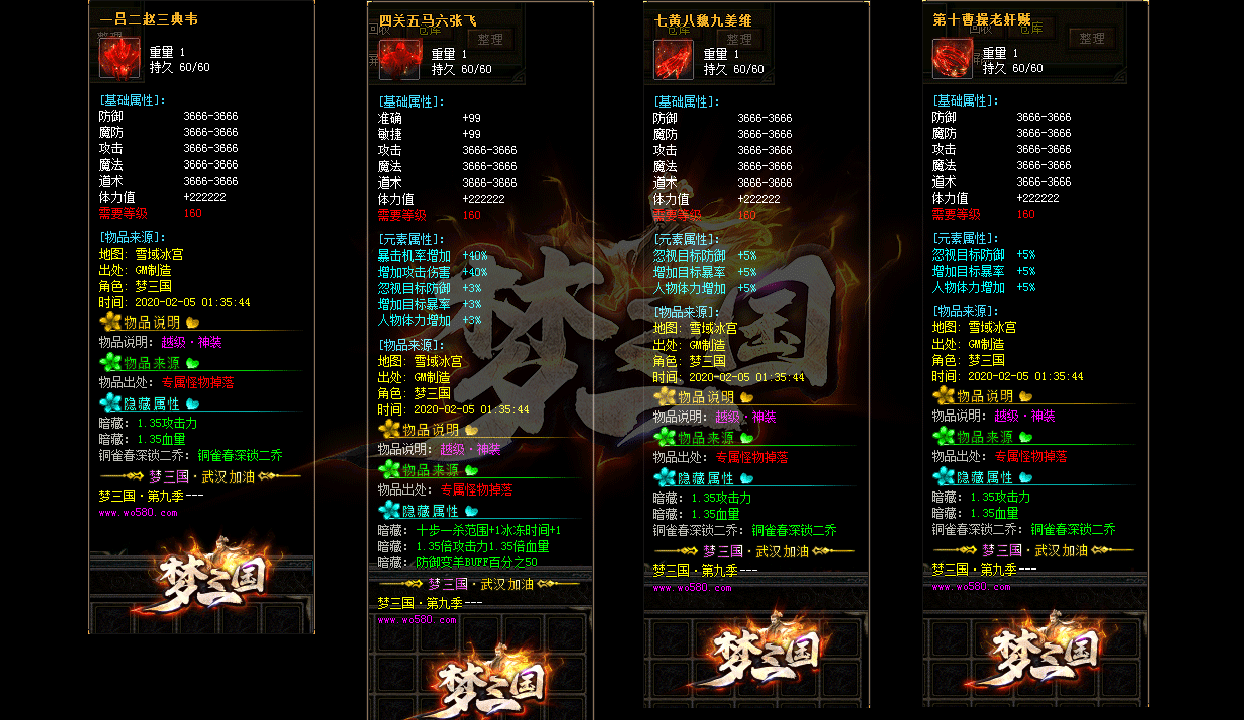 一吕二赵三典韦
重量 1
持久 60/60
[基础属性]:
防御 3666-3666
魔防 3666-3666
攻击 3666-3666
魔法 3666-3666
道术 3666-3666
体力值 +222222
需要等级 160
[物品来源]:
地图: 雪域冰宫
出处: GM制造
角色: 梦三国
时间: 2020-02-05 01:35:44
物品说明
物品说明: 越级·神装
物品来源
物品出处: 专属怪物掉落
隐藏属性
暗藏: 1.35攻击力
暗藏: 1.35血量
铜雀春深锁二乔: 铜雀春深锁二乔
梦三国·武汉加油
梦三国·第九季---
www.wo580.com
梦三国
四关五马六张飞
整理
重量 1
持久 60/60
[基础属性]:
准确 +99
敏捷 +99
攻击 3666-3666
魔法 3666-3666
道术 3666-3666
体力值 +222222
需要等级 160
[元素属性]:
暴击机率增加 +40%
增加攻击伤害 +40%
忽视目标防御 +3%
增加目标暴率 +3%
人物体力增加 +3%
[物品来源]:
地图: 雪域冰宫
出处: GM制造
角色: 梦三国
时间: 2020-02-05 01:35:44
物品说明
物品说明: 越级·神装
物品来源
物品出处: 专属怪物掉落
隐藏属性
暗藏: 十步一杀范围+1冰冻时间+1
暗藏: 1.35倍攻击力1.35倍血量
暗藏: 防御变羊BUFF百分之50
梦三国·武汉加油
梦三国·第九季---
www.wo580.com
梦三国
七黄八魏九姜维
仓库
整理
重量 1
持久 60/60
[基础属性]:
防御 3666-3666
魔防 3666-3666
攻击 3666-3666
魔法 3666-3666
道术 3666-3666
体力值 +222222
需要等级 160
[元素属性]:
忽视目标防御 +5%
增加目标暴率 +5%
人物体力增加 +5%
[物品来源]:
地图: 雪域冰宫
出处: GM制造
角色: 梦三国
时间: 2020-02-05 01:35:44
物品说明
物品说明: 越级·神装
物品来源
物品出处: 专属怪物掉落
隐藏属性
暗藏: 1.35攻击力
暗藏: 1.35血量
铜雀春深锁二乔: 铜雀春深锁二乔
梦三国·武汉加油
梦三国·第九季---
www.wo580.com
梦三国
第十曹操老奸贼
回收
仓库
整理
重量 1
持久 60/60
[基础属性]:
防御 3666-3666
魔防 3666-3666
攻击 3666-3666
魔法 3666-3666
道术 3666-3666
体力值 +222222
需要等级 160
[元素属性]:
忽视目标防御 +5%
增加目标暴率 +5%
人物体力增加 +5%
[物品来源]:
地图: 雪域冰宫
出处: GM制造
角色: 梦三国
时间: 2020-02-05 01:35:44
物品说明
物品说明: 越级·神装
物品来源
物品出处: 专属怪物掉落
隐藏属性
暗藏: 1.35攻击力
暗藏: 1.35血量
铜雀春深锁二乔: 铜雀春深锁二乔
梦三国·武汉加油
梦三国·第九季---
www.wo580.com
梦三国
梦三国